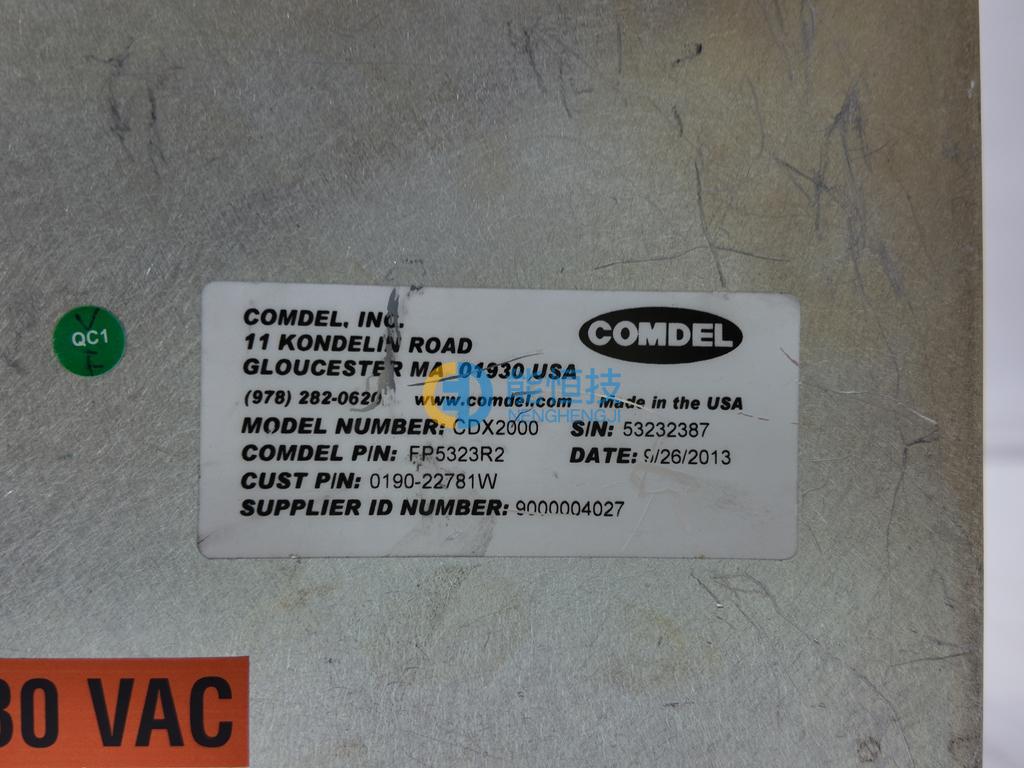 COMDEL, INC.
11 KONDELIN ROAD
GLOUCESTER MA 01930 USA
COMDEL
(978) 282-0620 www.comdel.com Made in the USA
MODEL NUMBER: CDX2000 S/N: 53232387
COMDEL P/N: FP5323R2 DATE: 9/26/2013
CUST P/N: 0190-22781W
SUPPLIER ID NUMBER: 9000004027
QC1
能恒技
NENGHENGJI
30 VAC